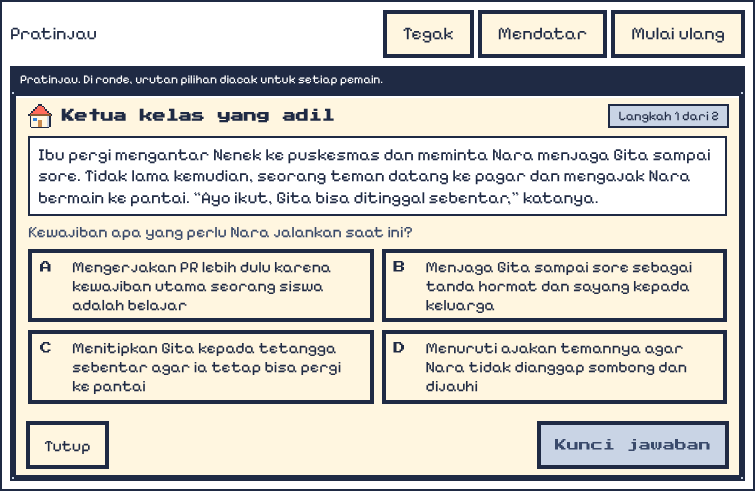 Pratinjau
Tegak
Mendatar
Mulai ulang
Pratinjau. Di ronde, urutan pilihan diacak untuk setiap pemain.
Ketua kelas yang adil
Langkah 1 dari 2
Ibu pergi mengantar Nenek ke puskesmas dan meminta Nara menjaga Gita sampai
sore. Tidak lama kemudian, seorang teman datang ke pagar dan mengajak Nara
bermain ke pantai. "Ayo ikut, Gita bisa ditinggal sebentar," katanya.
Kewajiban apa yang perlu Nara jalankan saat ini?
A
Mengerjakan PR lebih dulu karena
kewajiban utama seorang siswa
adalah belajar
B
Menjaga Gita sampai sore sebagai
tanda hormat dan sayang kepada
keluarga
C
Menitipkan Gita kepada tetangga
sebentar agar ia tetap bisa pergi
ke pantai
D
Menuruti ajakan temannya agar
Nara tidak dianggap sombong dan
dijauhi
Tutup
Kunci jawaban